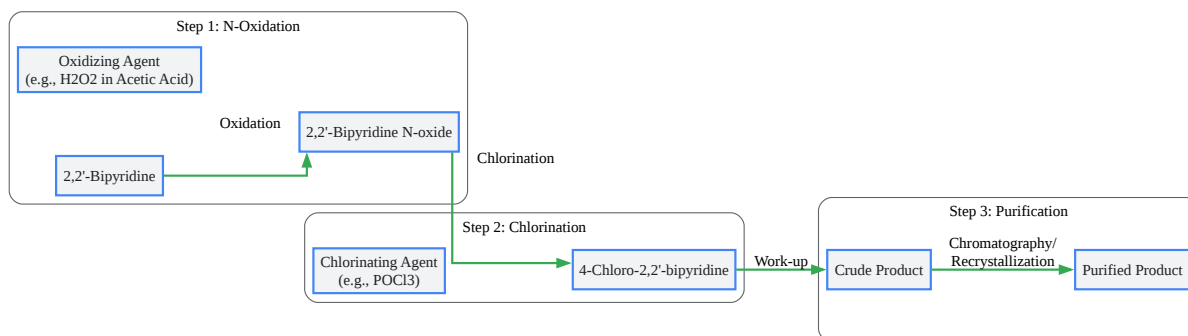 Step 1: N-Oxidation
Oxidizing Agent
(e.g., H2O2 in Acetic Acid)
Oxidation
2,2'-Bipyridine N-oxide
2,2'-Bipyridine
Chlorination
Step 2: Chlorination
Chlorinating Agent
(e.g., POCl3)
4-Chloro-2,2'-bipyridine
Work-up
Step 3: Purification
Crude Product
Chromatography/
Recrystallization
Purified Product